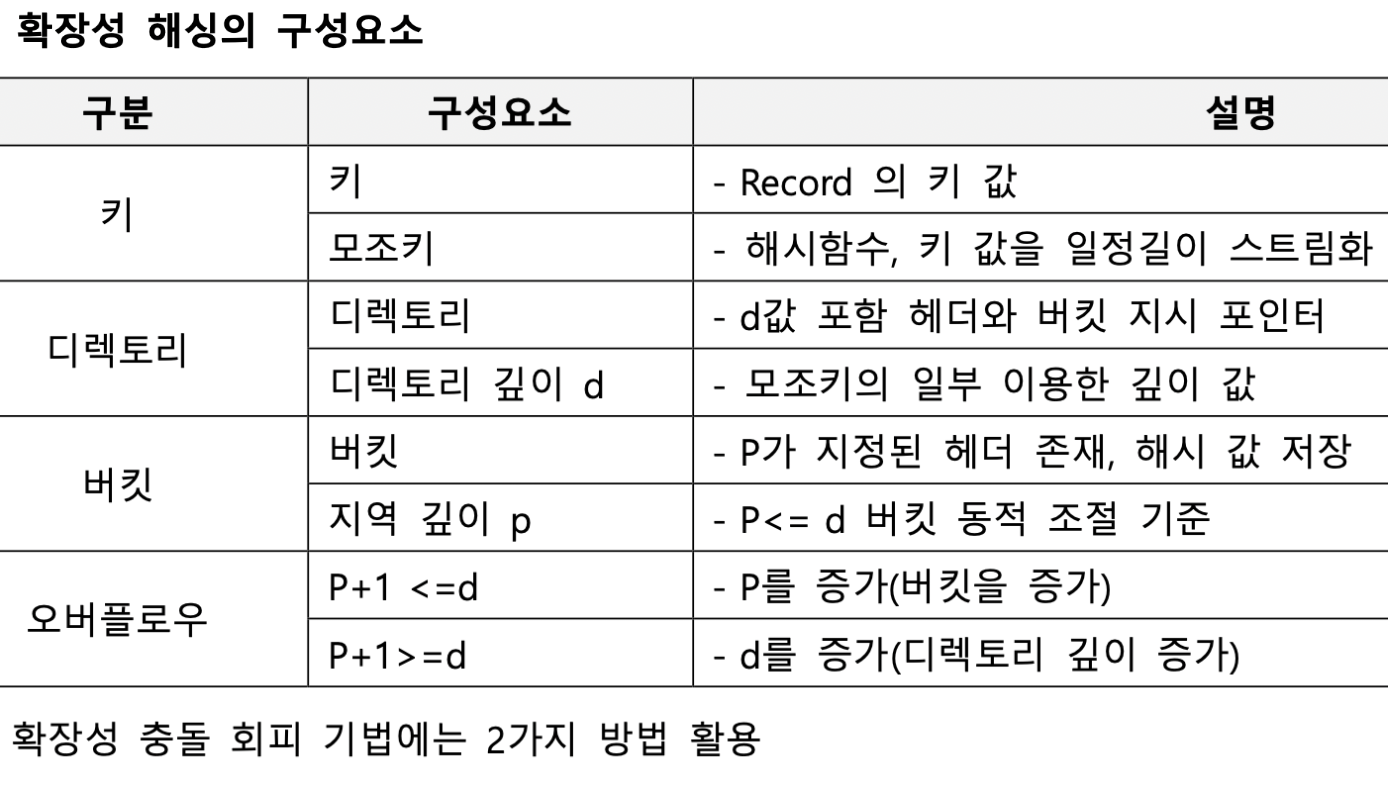 확장성 해싱의 구성요소
구분 구성요소 설명
키
키 - Record 의 키 값
모조키 - 해시함수, 키 값을 일정길이 스트림화
디렉토리
디렉토리 - d값 포함 헤더와 버킷 지시 포인터
디렉토리 깊이 d - 모조키의 일부 이용한 깊이 값
버킷
버킷 - P가 지정된 헤더 존재, 해시 값 저장
지역 깊이 p - P<= d 버킷 동적 조절 기준
오버플로우
P+1 <=d - P를 증가(버킷을 증가)
P+1>=d - d를 증가(디렉토리 깊이 증가)
확장성 충돌 회피 기법에는 2가지 방법 활용